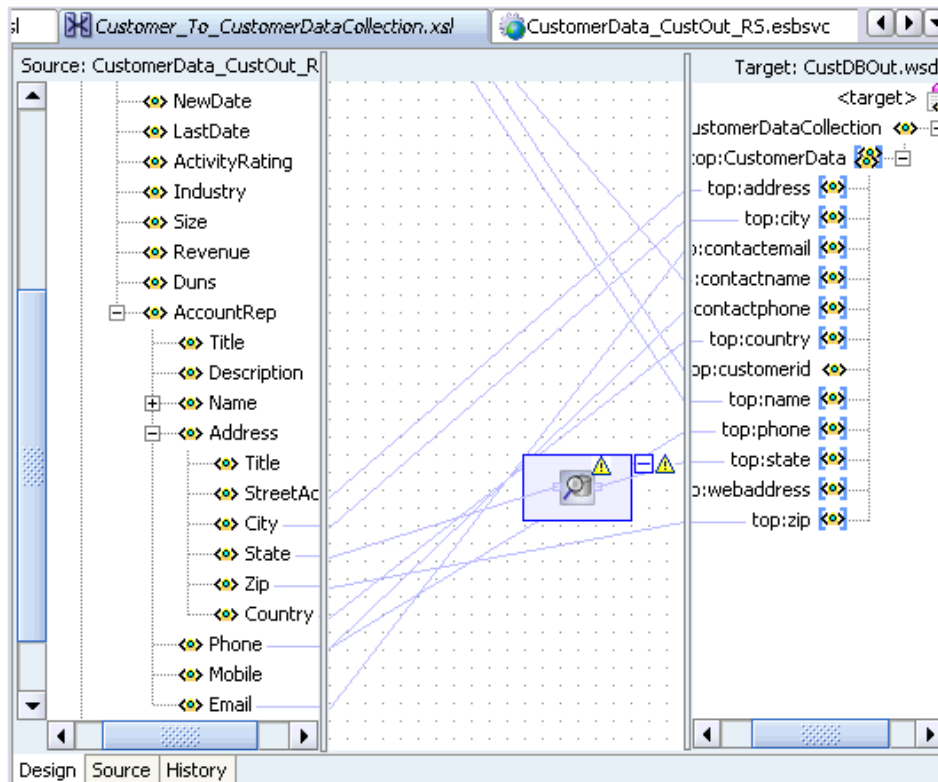 sl Customer_To_CustomerDataCollection.xsl CustomerData_CustOut_RS.esbsvc
Source: CustomerData_CustOut_R
Target: CustDBOut.wsd
NewDate
LastDate
ActivityRating
Industry
Size
Revenue
Duns
AccountRep
Title
Description
Name
Address
Title
StreetAc
City
State
Zip
Country
Phone
Mobile
Email
<target>
ustomerDataCollection
top:CustomerData
top:address
top:city
p:contactemail
:contactname
contactphone
top:country
op:customerid
top:name
top:phone
top:state
p:webaddress
top:zip
Design Source History